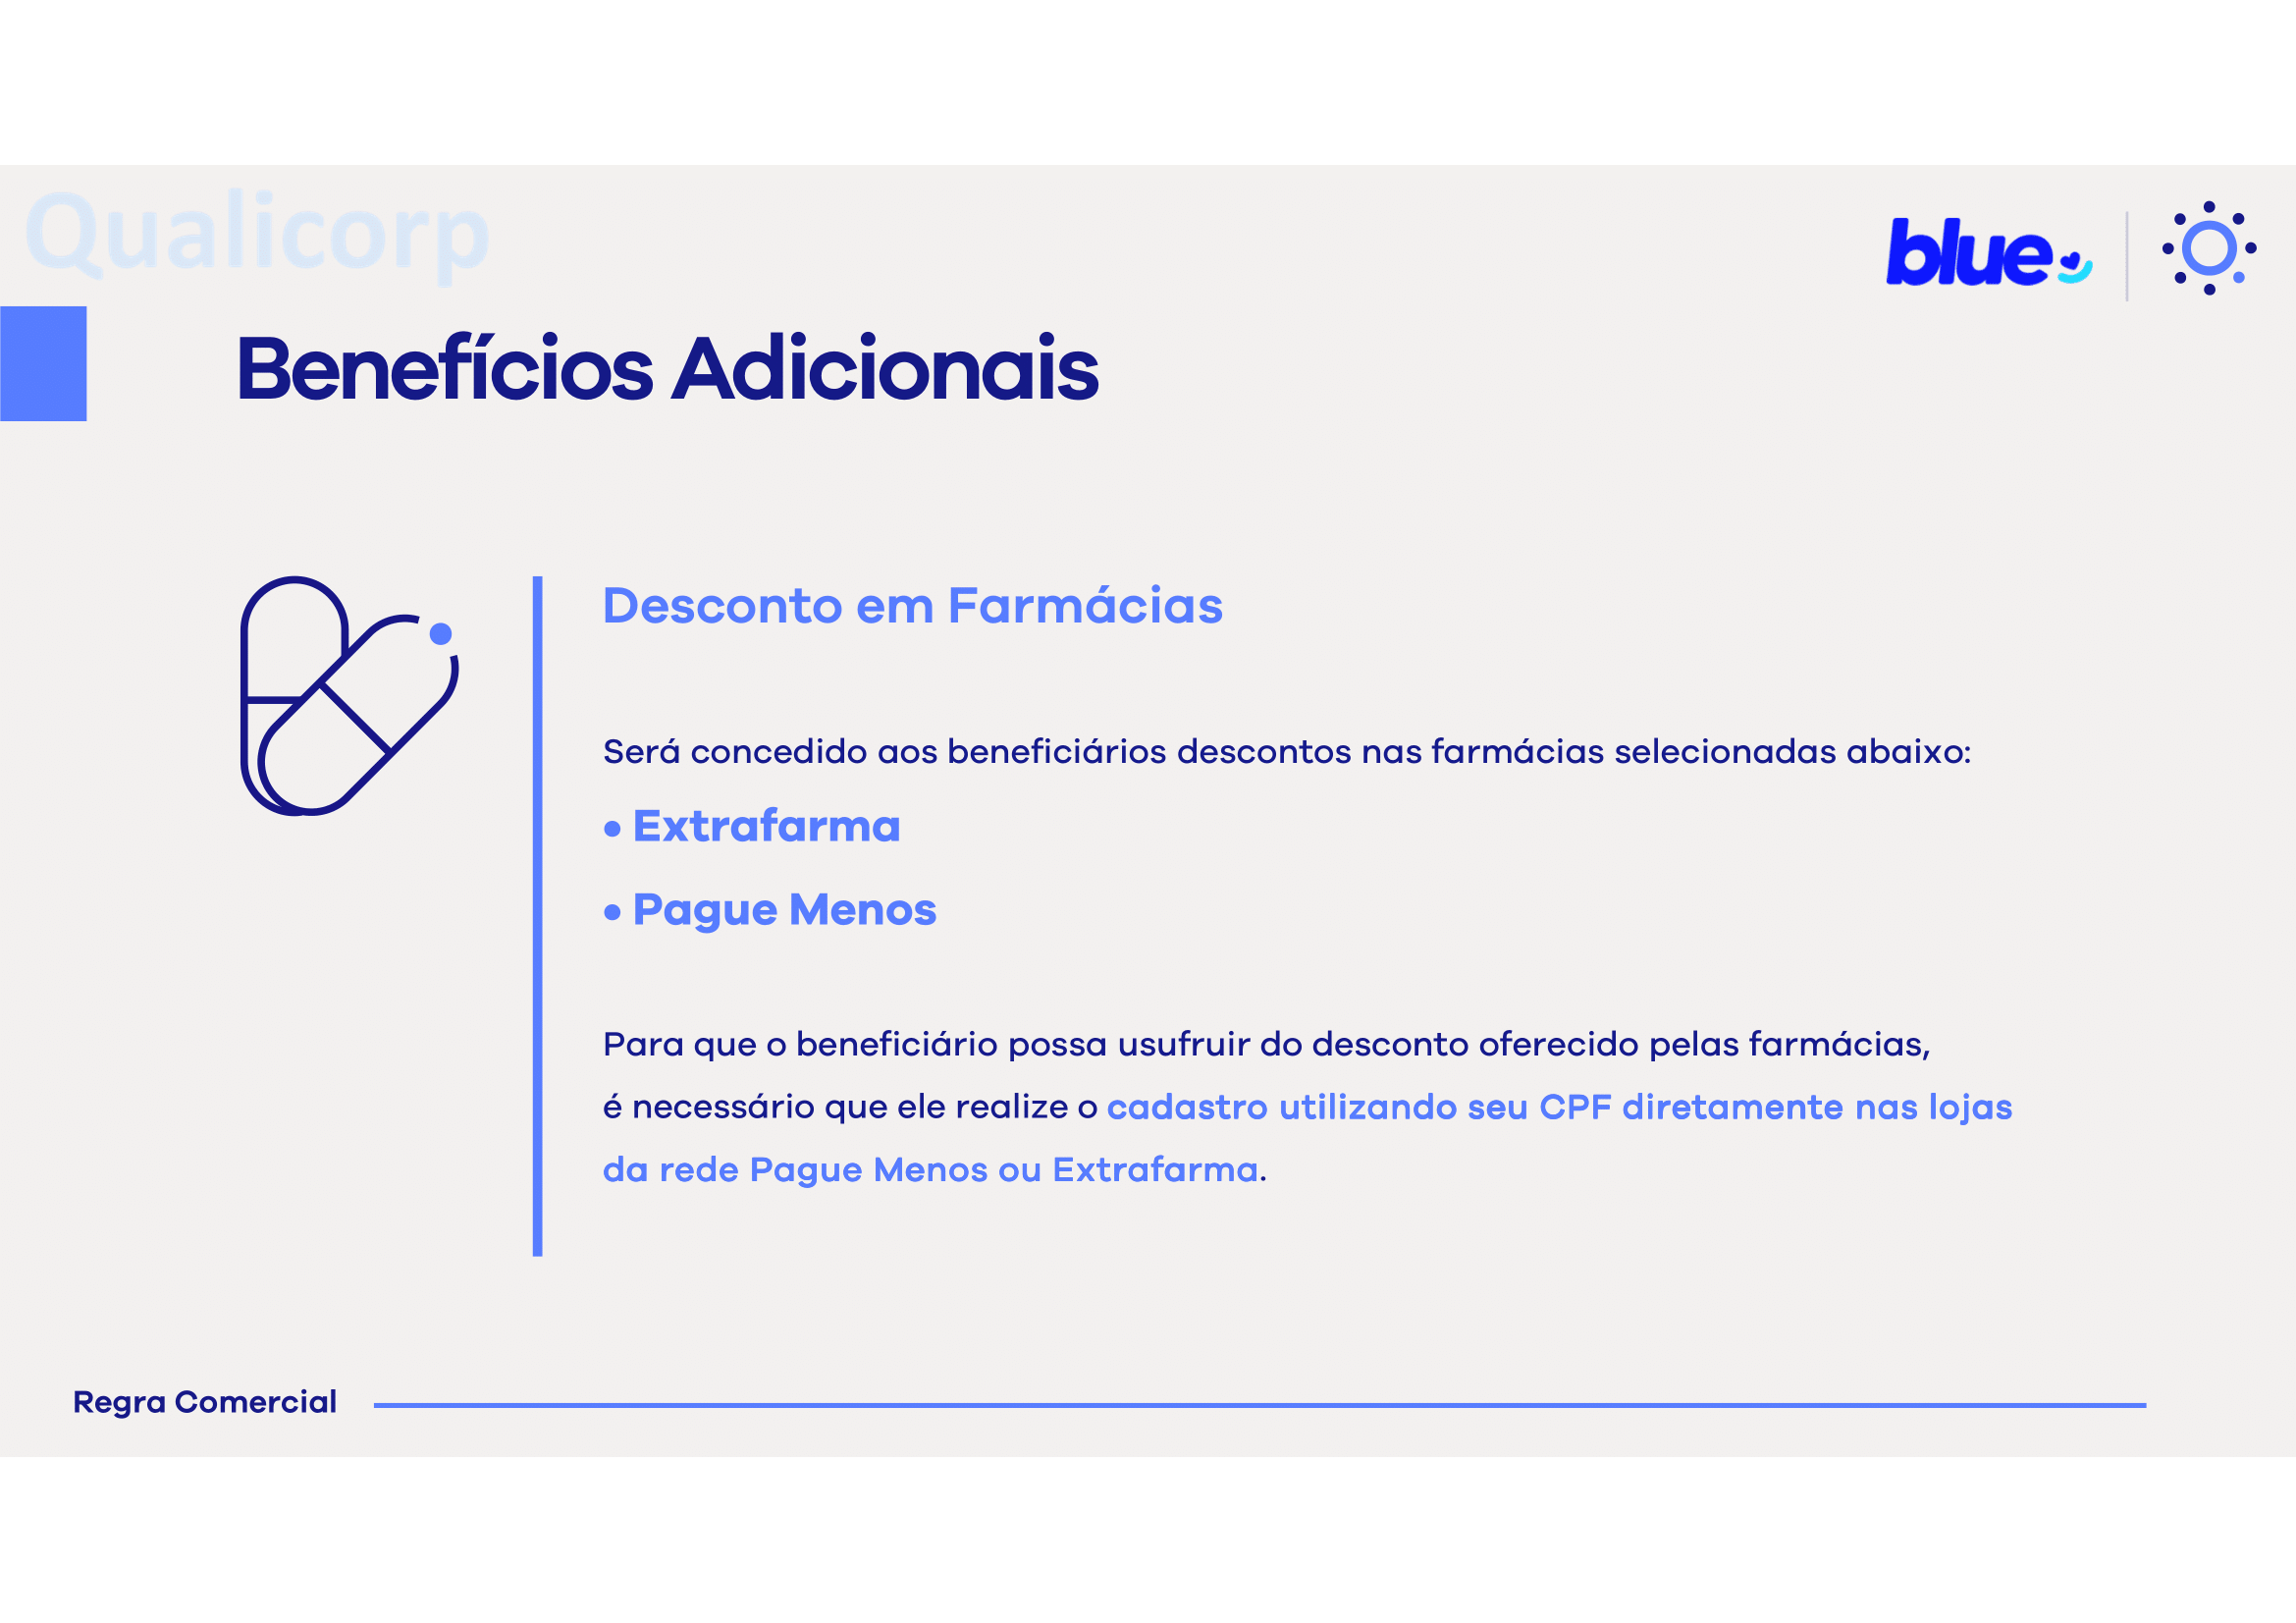 Qualicorp
blue
Benefícios Adicionais
Desconto em Farmácias
Será concedido aos beneficiários descontos nas farmácias selecionadas abaixo:
• Extrafarma
• Pague Menos
Para que o beneficiário possa usufruir do desconto oferecido pelas farmácias,
é necessário que ele realize o cadastro utilizando seu CPF diretamente nas lojas
da rede Pague Menos ou Extrafarma.
Regra Comercial